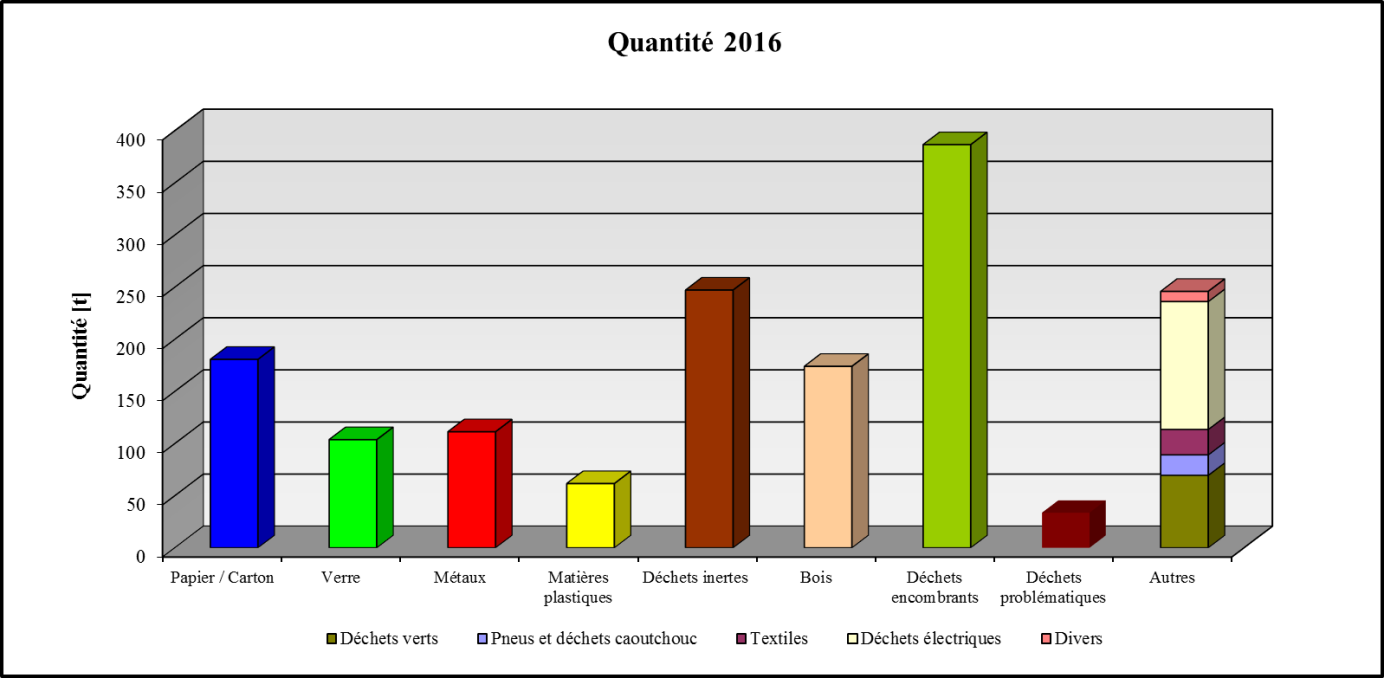 Quantité 2016
Quantité [t]
400
350
300
250
200
150
100
50
0
Papier / Carton
Verre
Métaux
Matières
plastiques
Déchets inertes
Bois
Déchets
encombrants
Déchets
problématiques
Autres
Déchets verts
Pneus et déchets caoutchouc
Textiles
Déchets électriques
Divers